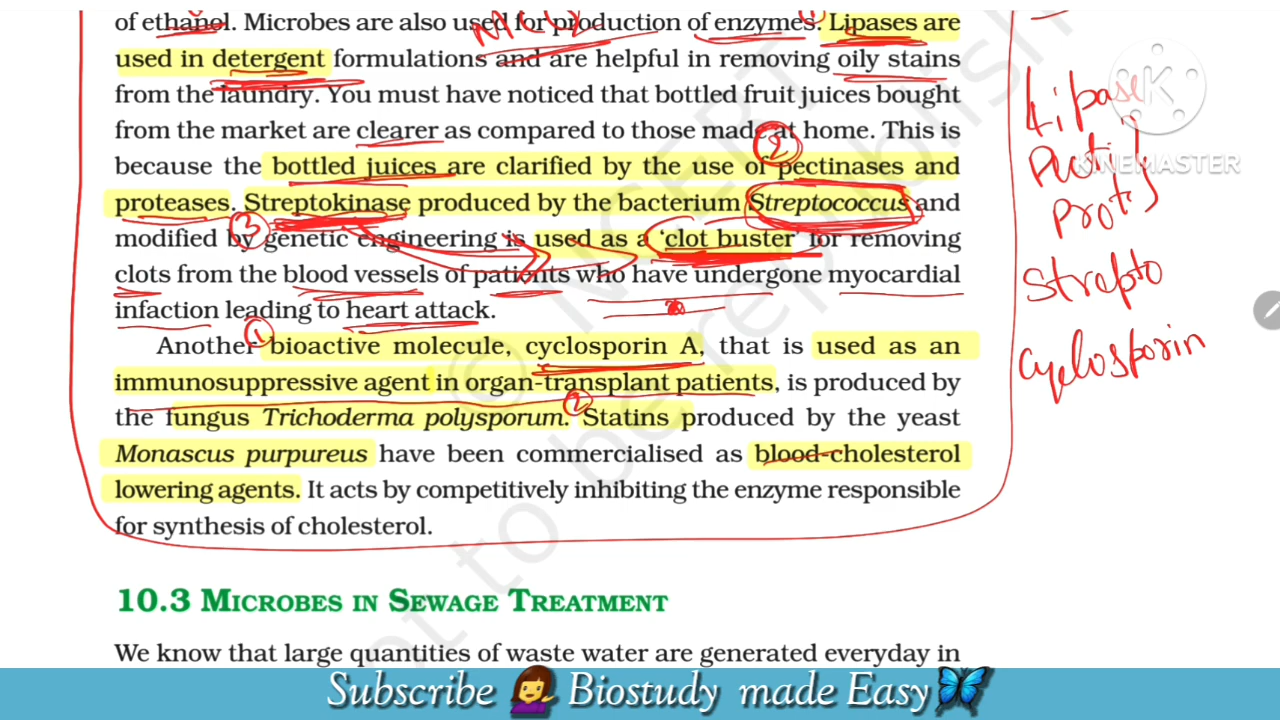 of ethanol. Microbes are also used for production of enzymes. Lipases are
used in detergent formulations and are helpful in removing oily stains
from the laundry. You must have noticed that bottled fruit juices bought
from the market are clearer as compared to those made at home. This is
because the bottled juices are clarified by the use of pectinases and
proteases. Streptokinase produced by the bacterium Streptococcus and
modified by genetic engineering is used as a ‘clot buster’ for removing
clots from the blood vessels of patients who have undergone myocardial
infaction leading to heart attack.
Another bioactive molecule, cyclosporin A, that is used as an
immunosuppressive agent in organ-transplant patients, is produced by
the fungus Trichoderma polysporum. Statins produced by the yeast
Monascus purpureus have been commercialised as blood-cholesterol
lowering agents. It acts by competitively inhibiting the enzyme responsible
for synthesis of cholesterol.
10.3 MICROBES IN SEWAGE TREATMENT
We know that large quantities of waste water are generated everyday in
2
3
1
2
Lipase
Strepto
Cyclosporin
K
KINEMASTER
© NCERT
Subscribe 💁‍♀️ Biostudy made Easy🦋